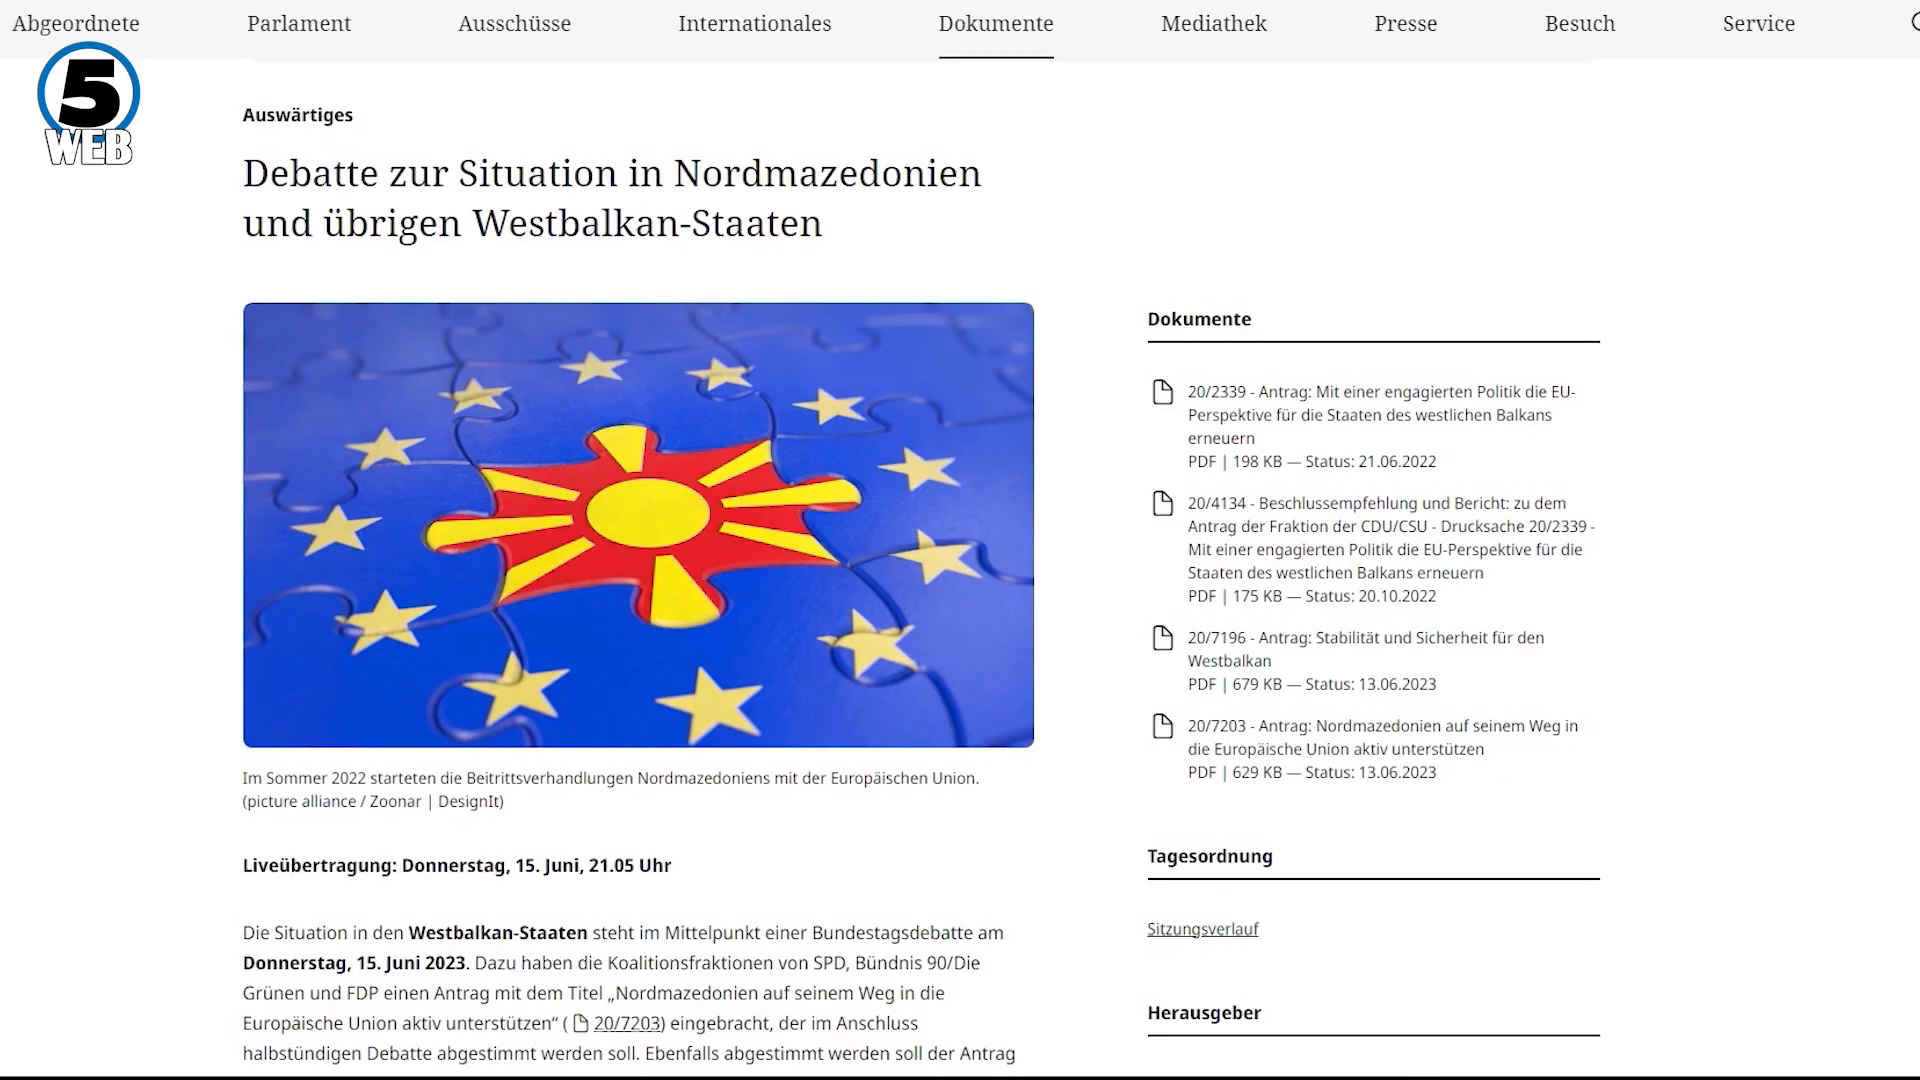 Abgeordnete Parlament Ausschüsse Internationales Dokumente Mediathek Presse Besuch Service
5
WEB
Auswärtiges
Debatte zur Situation in Nordmazedonien
und übrigen Westbalkan-Staaten
Im Sommer 2022 starteten die Beitrittsverhandlungen Nordmazedoniens mit der Europäischen Union.
(picture alliance / Zoonar | DesignIt)
Liveübertragung: Donnerstag, 15. Juni, 21.05 Uhr
Die Situation in den Westbalkan-Staaten steht im Mittelpunkt einer Bundestagsdebatte am
Donnerstag, 15. Juni 2023. Dazu haben die Koalitionsfraktionen von SPD, Bündnis 90/Die
Grünen und FDP einen Antrag mit dem Titel „Nordmazedonien auf seinem Weg in die
Europäische Union aktiv unterstützen“ ( 20/7203) eingebracht, der im Anschluss
halbstündigen Debatte abgestimmt werden soll. Ebenfalls abgestimmt werden soll der Antrag
Dokumente
20/2339 - Antrag: Mit einer engagierten Politik die EU-
Perspektive für die Staaten des westlichen Balkans
erneuern
PDF | 198 KB — Status: 21.06.2022
20/4134 - Beschlussempfehlung und Bericht: zu dem
Antrag der Fraktion der CDU/CSU - Drucksache 20/2339 -
Mit einer engagierten Politik die EU-Perspektive für die
Staaten des westlichen Balkans erneuern
PDF | 175 KB — Status: 20.10.2022
20/7196 - Antrag: Stabilität und Sicherheit für den
Westbalkan
PDF | 679 KB — Status: 13.06.2023
20/7203 - Antrag: Nordmazedonien auf seinem Weg in
die Europäische Union aktiv unterstützen
PDF | 629 KB — Status: 13.06.2023
Tagesordnung
Sitzungsverlauf
Herausgeber